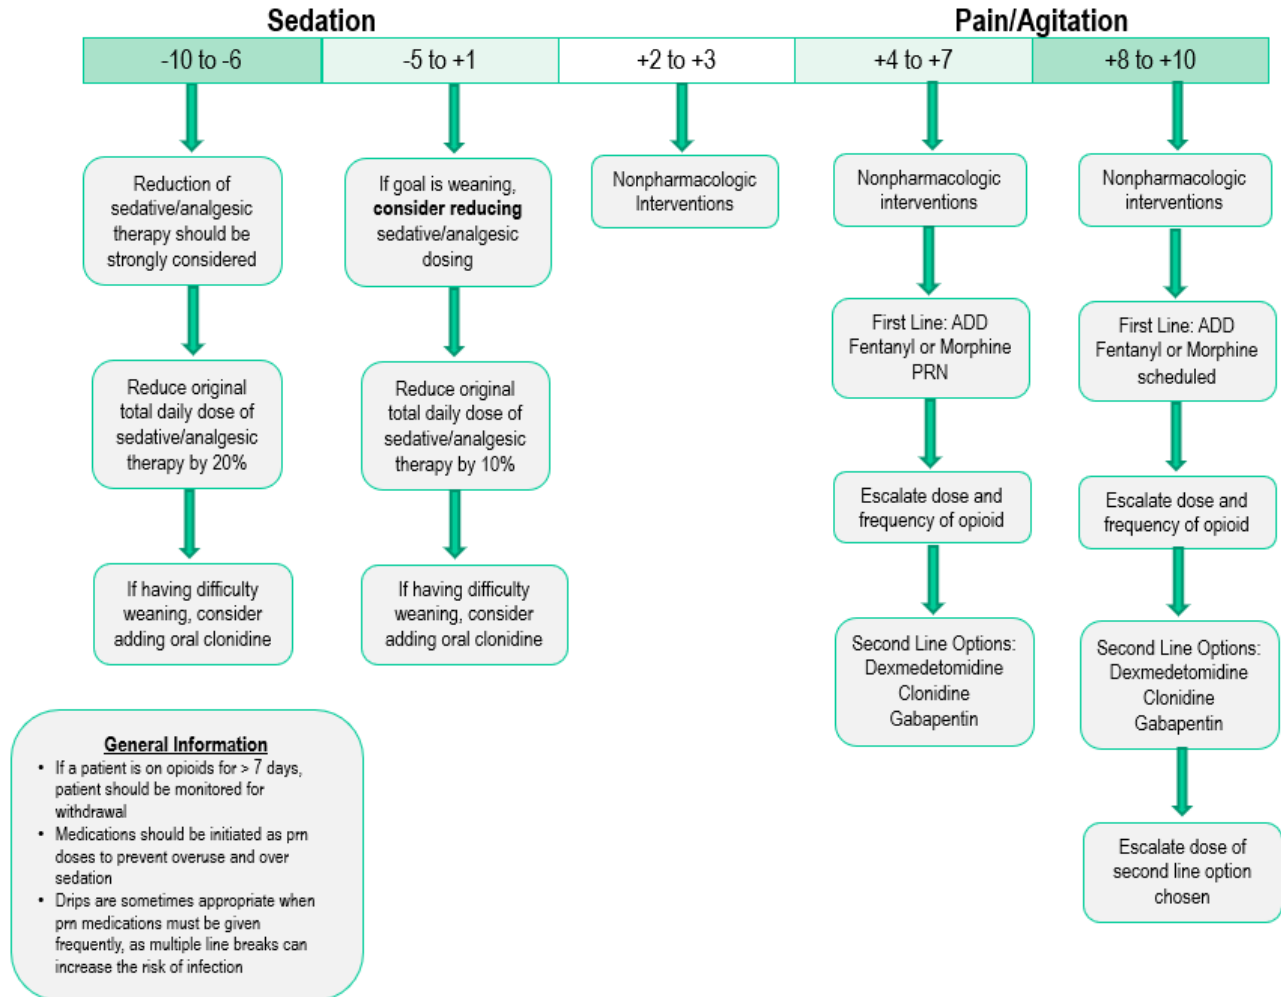 Sedation
Pain/Agitation
-10 to -6
-5 to +1
+2 to +3
+4 to +7
+8 to +10
Reduction of
sedative/analgesic
therapy should be
strongly considered
Reduce original
total daily dose of
sedative/analgesic
therapy by 20%
If having difficulty
weaning, consider
adding oral clonidine
If goal is weaning,
consider reducing
sedative/analgesic
dosing
Reduce original
total daily dose of
sedative/analgesic
therapy by 10%
If having difficulty
weaning, consider
adding oral clonidine
Nonpharmacologic
Interventions
Nonpharmacologic
interventions
First Line: ADD
Fentanyl or Morphine
PRN
Escalate dose and
frequency of opioid
Second Line Options:
Dexmedetomidine
Clonidine
Gabapentin
Nonpharmacologic
interventions
First Line: ADD
Fentanyl or Morphine
scheduled
Escalate dose and
frequency of opioid
Second Line Options:
Dexmedetomidine
Clonidine
Gabapentin
Escalate dose of
second line option
chosen
General Information
• If a patient is on opioids for > 7 days,
patient should be monitored for
withdrawal
• Medications should be initiated as prn
doses to prevent overuse and over
sedation
• Drips are sometimes appropriate when
prn medications must be given
frequently, as multiple line breaks can
increase the risk of infection